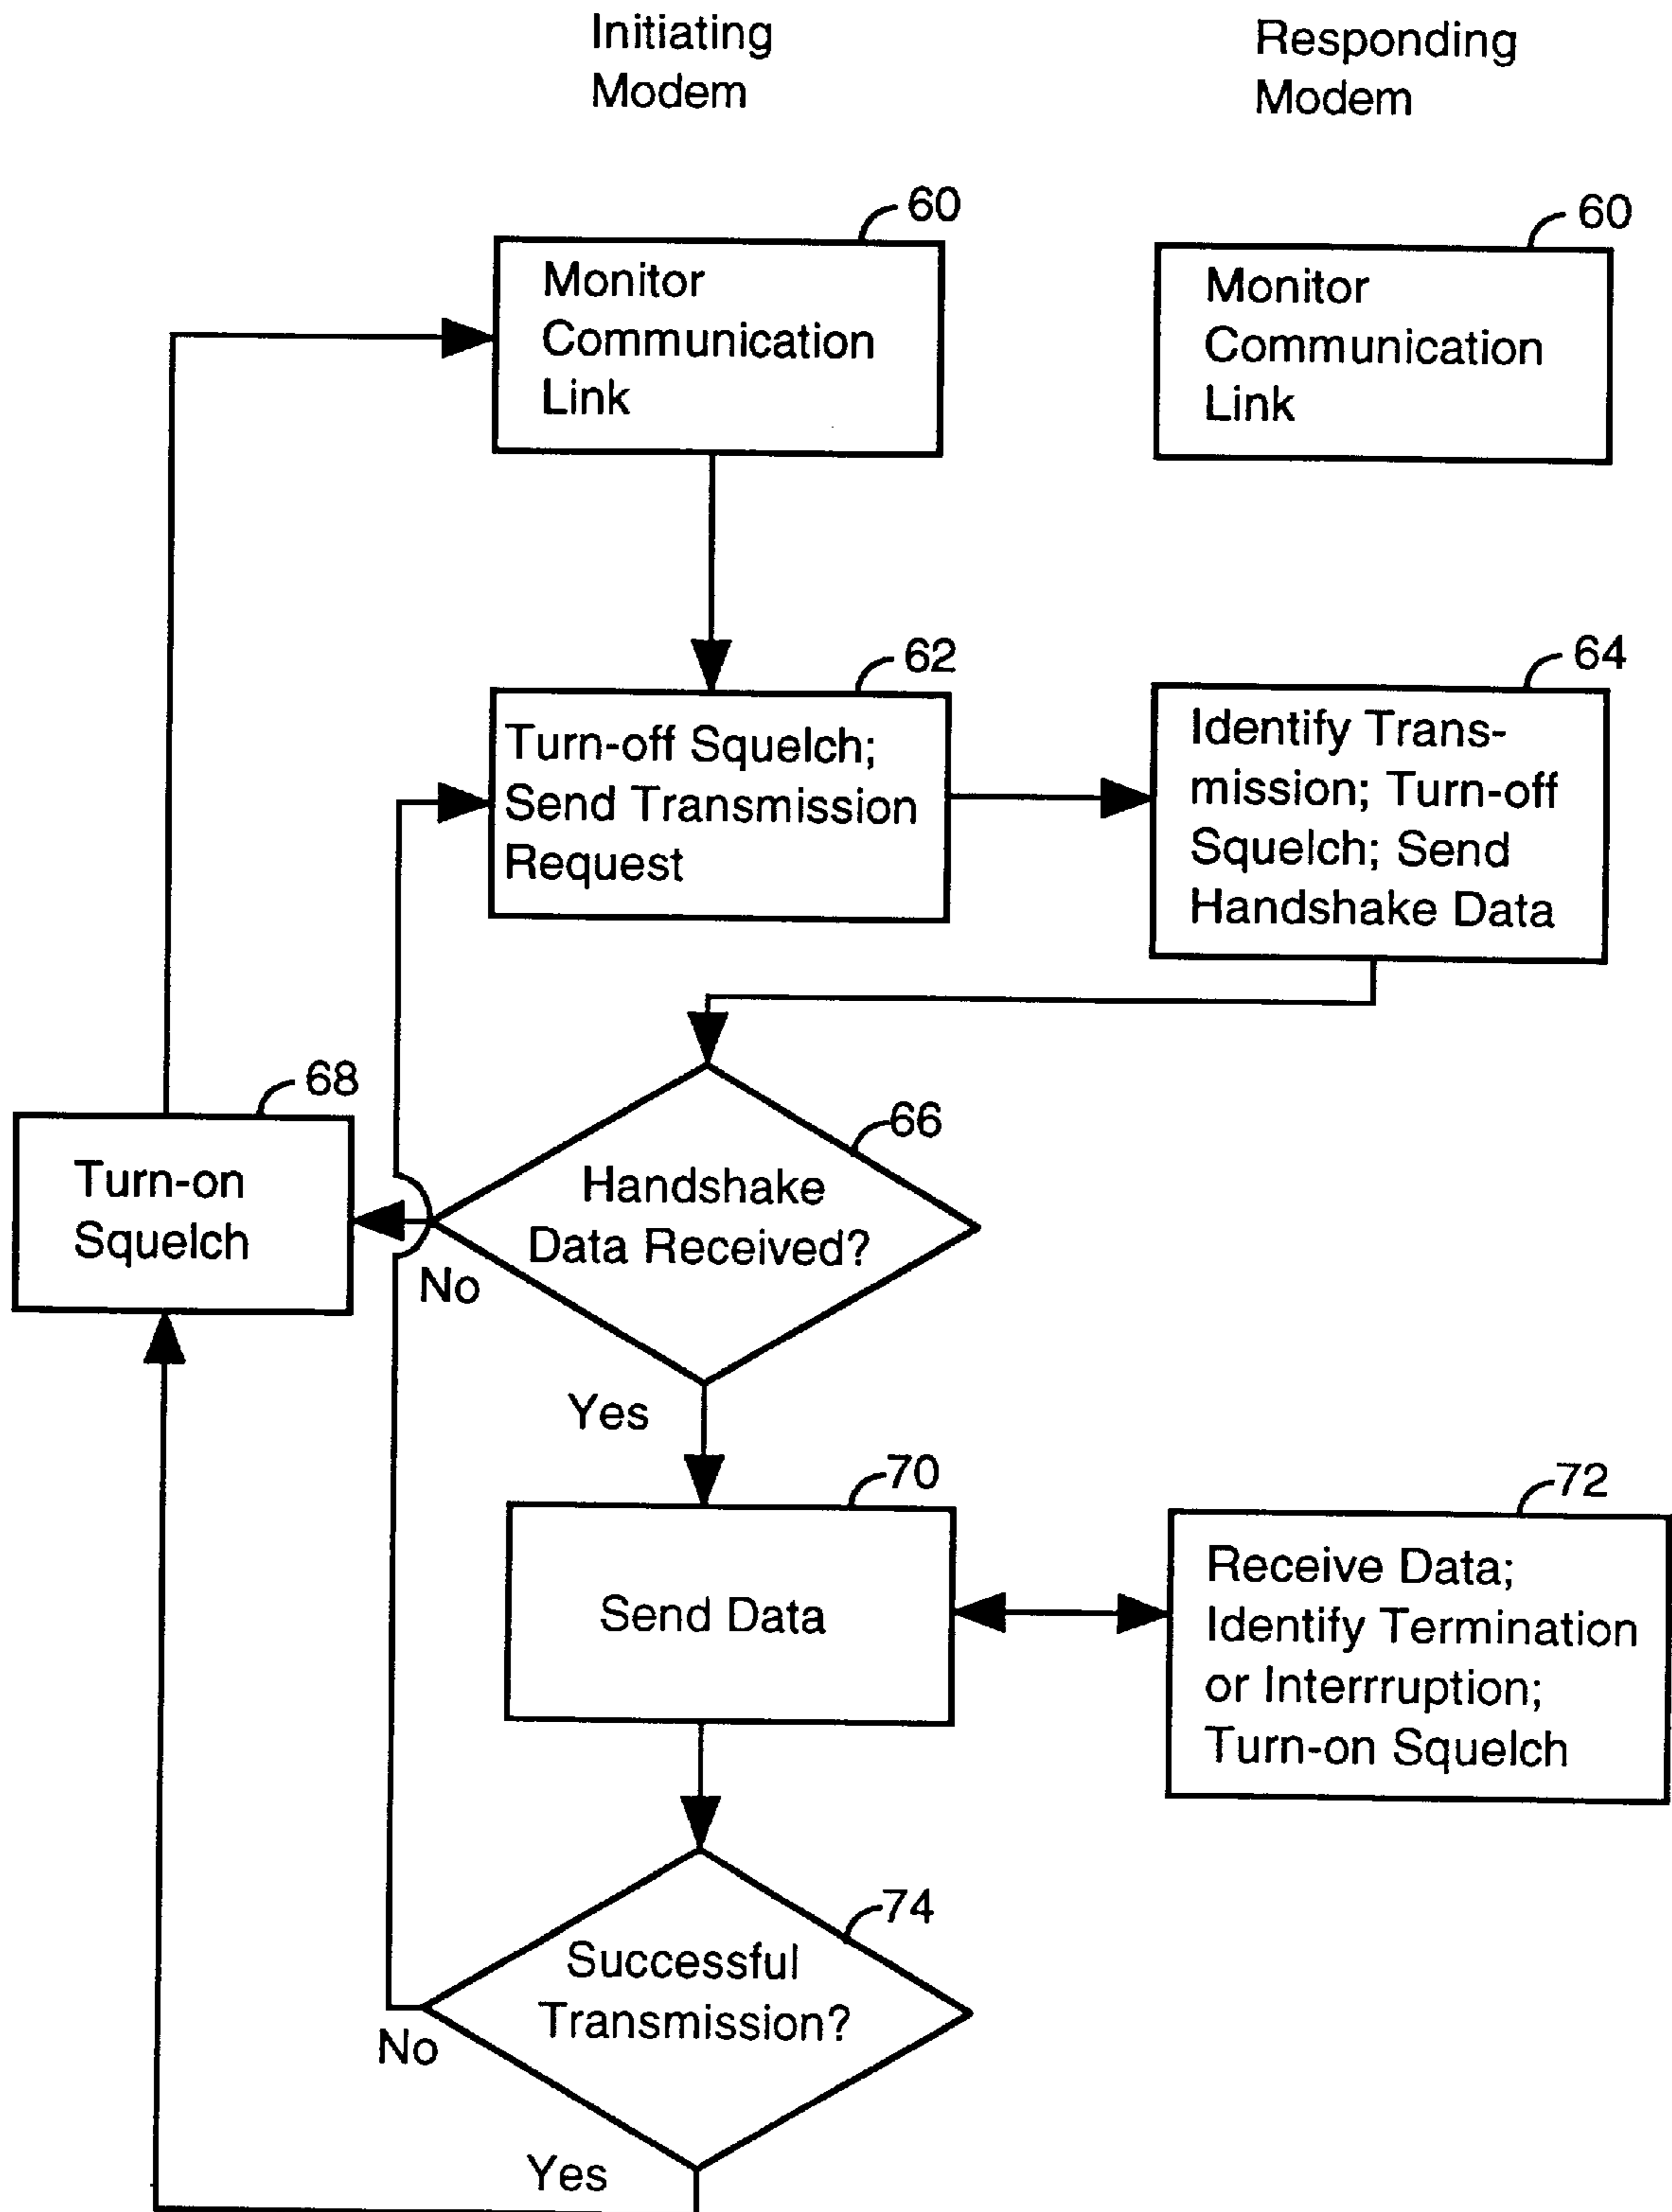 Initiating
Modem
Responding
Modem
60
Monitor
Communication
Link
60
Monitor
Communication
Link
62
Turn-off Squelch;
Send Transmission
Request
64
Identify Trans-
mission; Turn-off
Squelch; Send
Handshake Data
68
Turn-on
Squelch
66
Handshake
Data Received?
No
Yes
70
Send Data
72
Receive Data;
Identify Termination
or Interrruption;
Turn-on Squelch
74
Successful
Transmission?
No
Yes